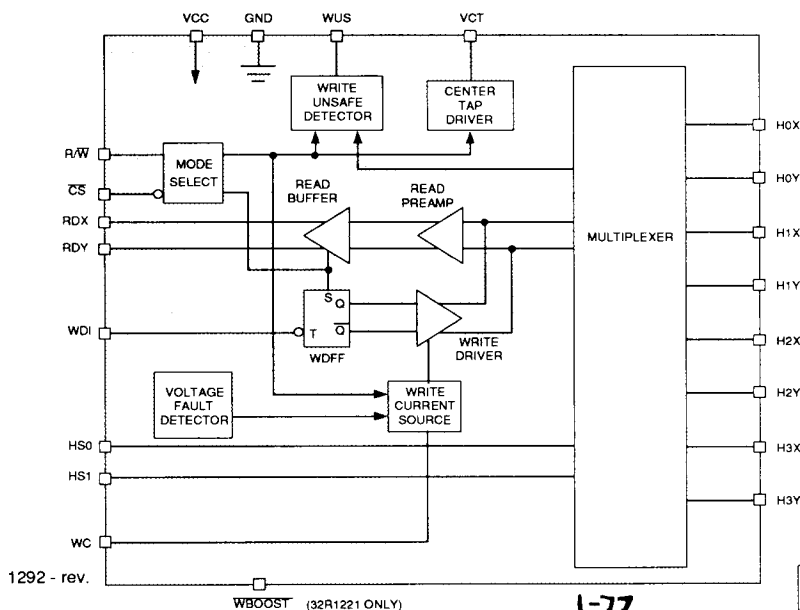 VCC GND WUS VCT
WRITE
UNSAFE
DETECTOR
CENTER
TAP
DRIVER
R/W̅
MODE
SELECT
C̅S̅
READ
BUFFER
READ
PREAMP
RDX
RDY
MULTIPLEXER
H0X
H0Y
H1X
H1Y
H2X
H2Y
H3X
H3Y
S Q
T Q̅
WDFF
WDI
WRITE
DRIVER
VOLTAGE
FAULT
DETECTOR
WRITE
CURRENT
SOURCE
HS0
HS1
WC
1292 - rev.
W̅B̅O̅O̅S̅T̅ (32R1221 ONLY)
1-77